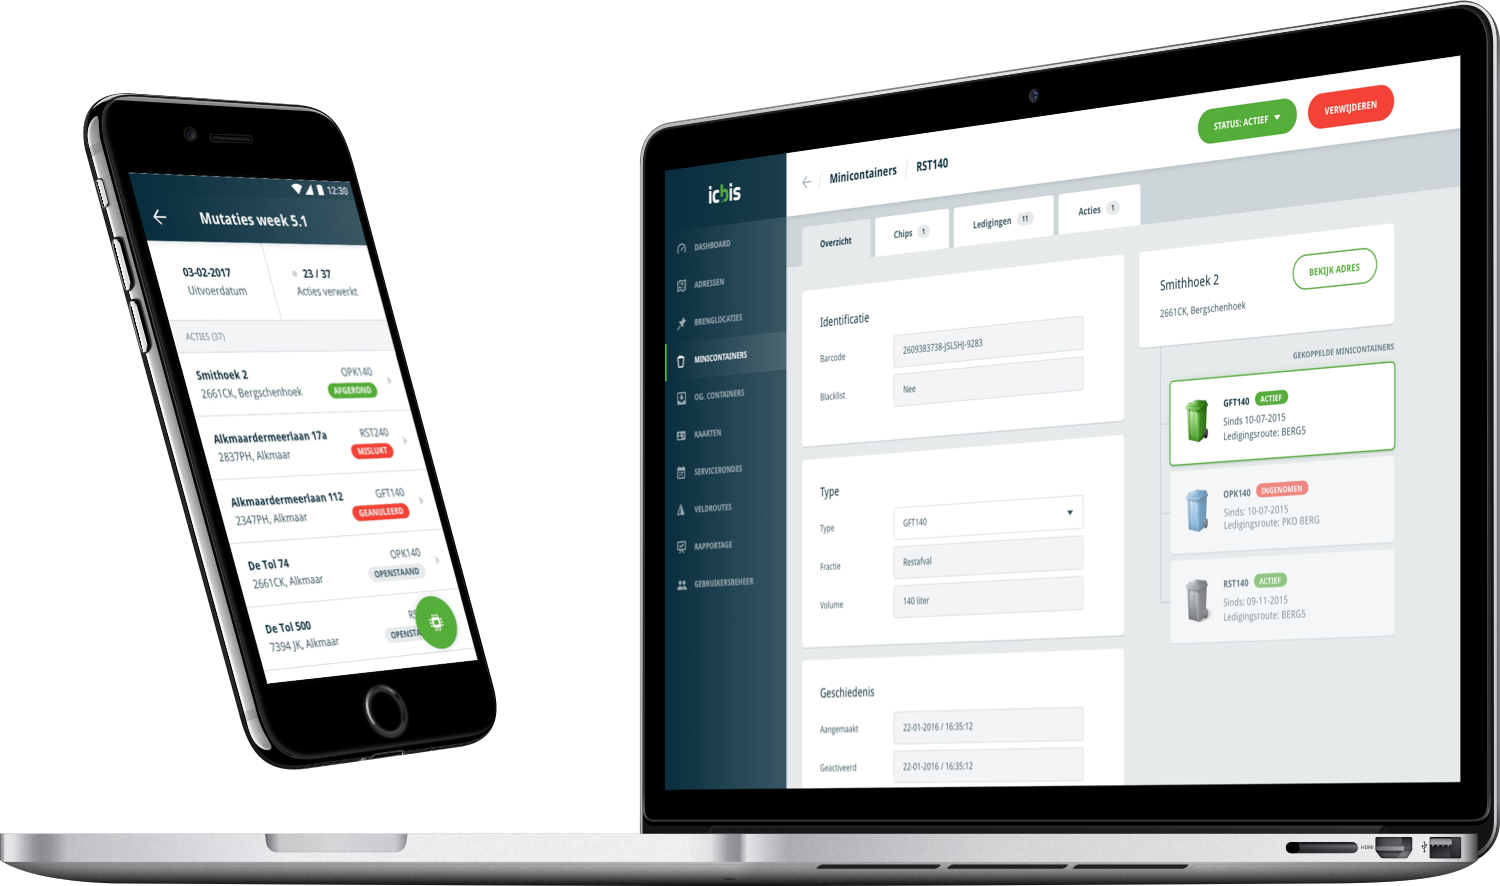 12:30
Mutaties week 5.1
03-02-2017
Uitvoerdatum
23 / 37
Acties verwerkt
ACTIES (37)
Smithoek 2
2661CK, Bergschenhoek
OPK140
AFGEROND
Alkmaardermeerlaan 17a
2837PH, Alkmaar
RST240
MISLUKT
Alkmaardermeerlaan 112
2347PH, Alkmaar
GFT140
GEANULEERD
De Tol 74
2661CK, Alkmaar
OPK140
OPENSTAAND
De Tol 500
7394 JK, Alkmaar
RS
OPENSTA
icbis
DASHBOARD
ADRESSEN
BRENGLOCATIES
MINICONTAINERS
OG. CONTAINERS
KAARTEN
SERVICERONDES
VELDROUTES
RAPPORTAGE
GEBRUIKERSBEHEER
Minicontainers / RST140
STATUS: ACTIEF
VERWIJDEREN
Overzicht
Chips 1
Ledigingen 11
Acties 1
Identificatie
Barcode 2609383738-JSLSHJ-9283
Blacklist Nee
Type
Type GFT140
Fractie Restafval
Volume 140 liter
Geschiedenis
Aangemaakt 22-01-2016 / 16:35:12
Geactiveerd 22-01-2016 / 16:35:12
Smithhoek 2
2661CK, Bergschenhoek
BEKIJK ADRES
GEKOPPELDE MINICONTAINERS
GFT140 ACTIEF
Sinds 10-07-2015
Ledigingsroute: BERG5
OPK140 INGENOMEN
Sinds: 10-07-2015
Ledigingsroute: PKO BERG
RST140 ACTIEF
Sinds: 09-11-2015
Ledigingsroute: BERG5
HDMI